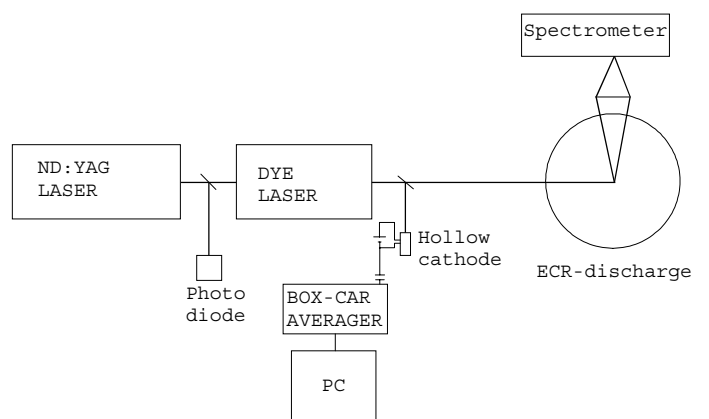 Spectrometer
ND:YAG
LASER
DYE
LASER
Hollow
cathode
ECR-discharge
Photo
diode
BOX-CAR
AVERAGER
PC